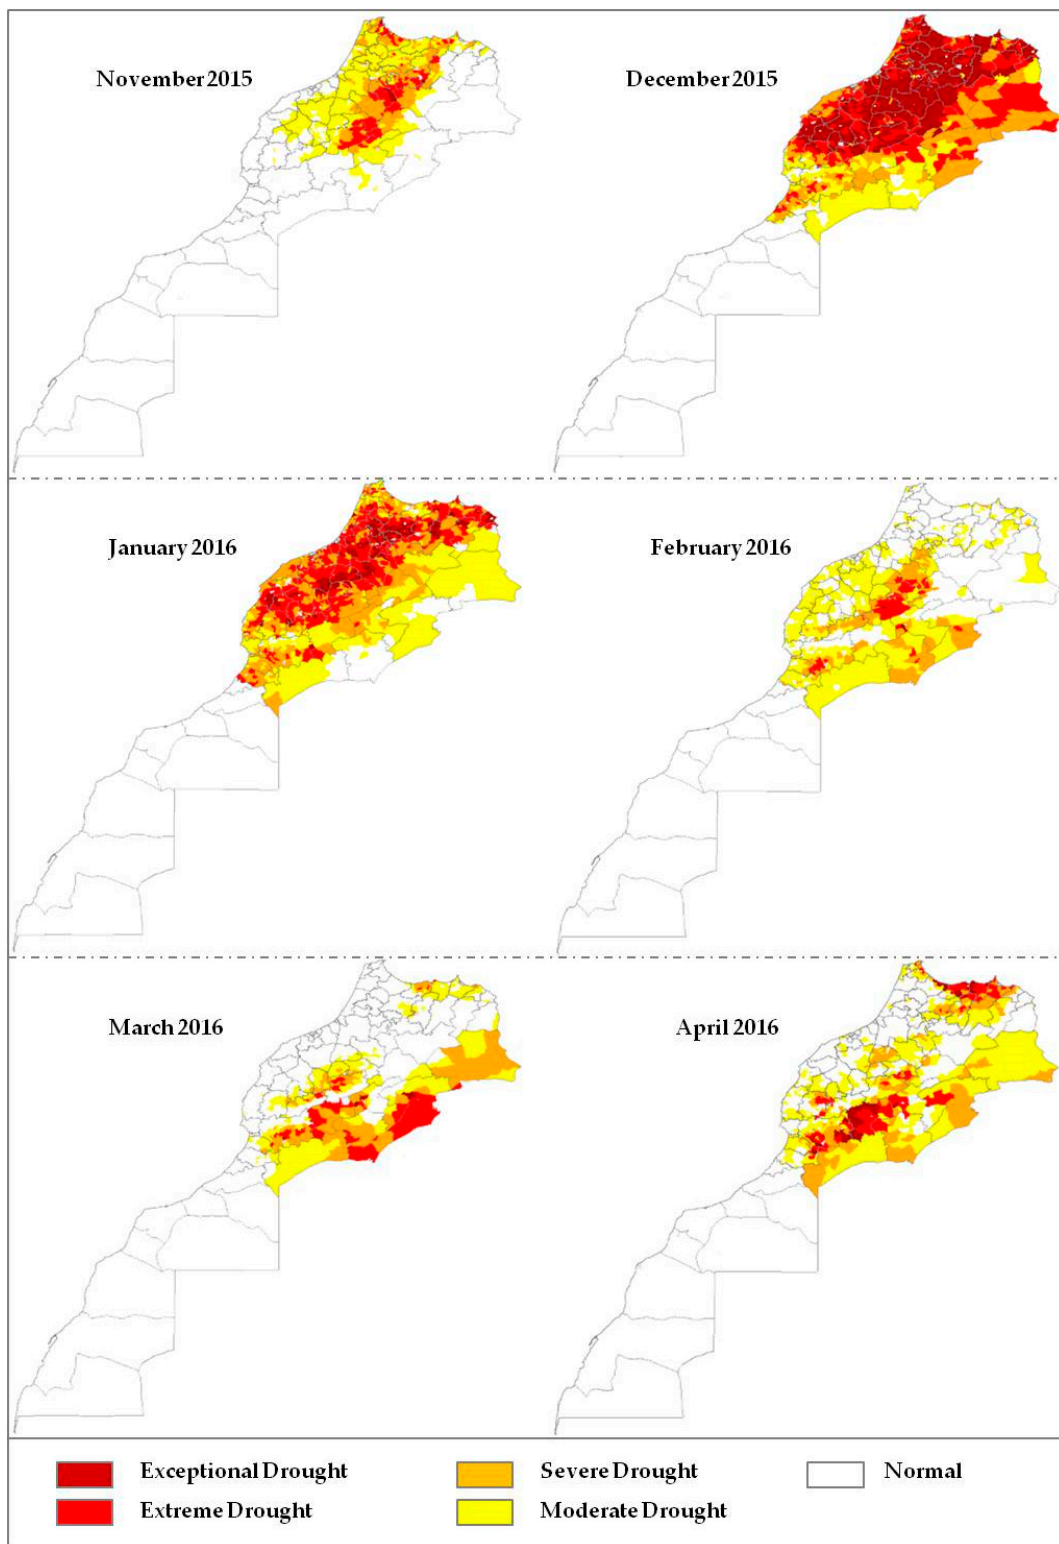 November 2015
December 2015
January 2016
February 2016
March 2016
April 2016
Exceptional Drought
Severe Drought
Normal
Extreme Drought
Moderate Drought